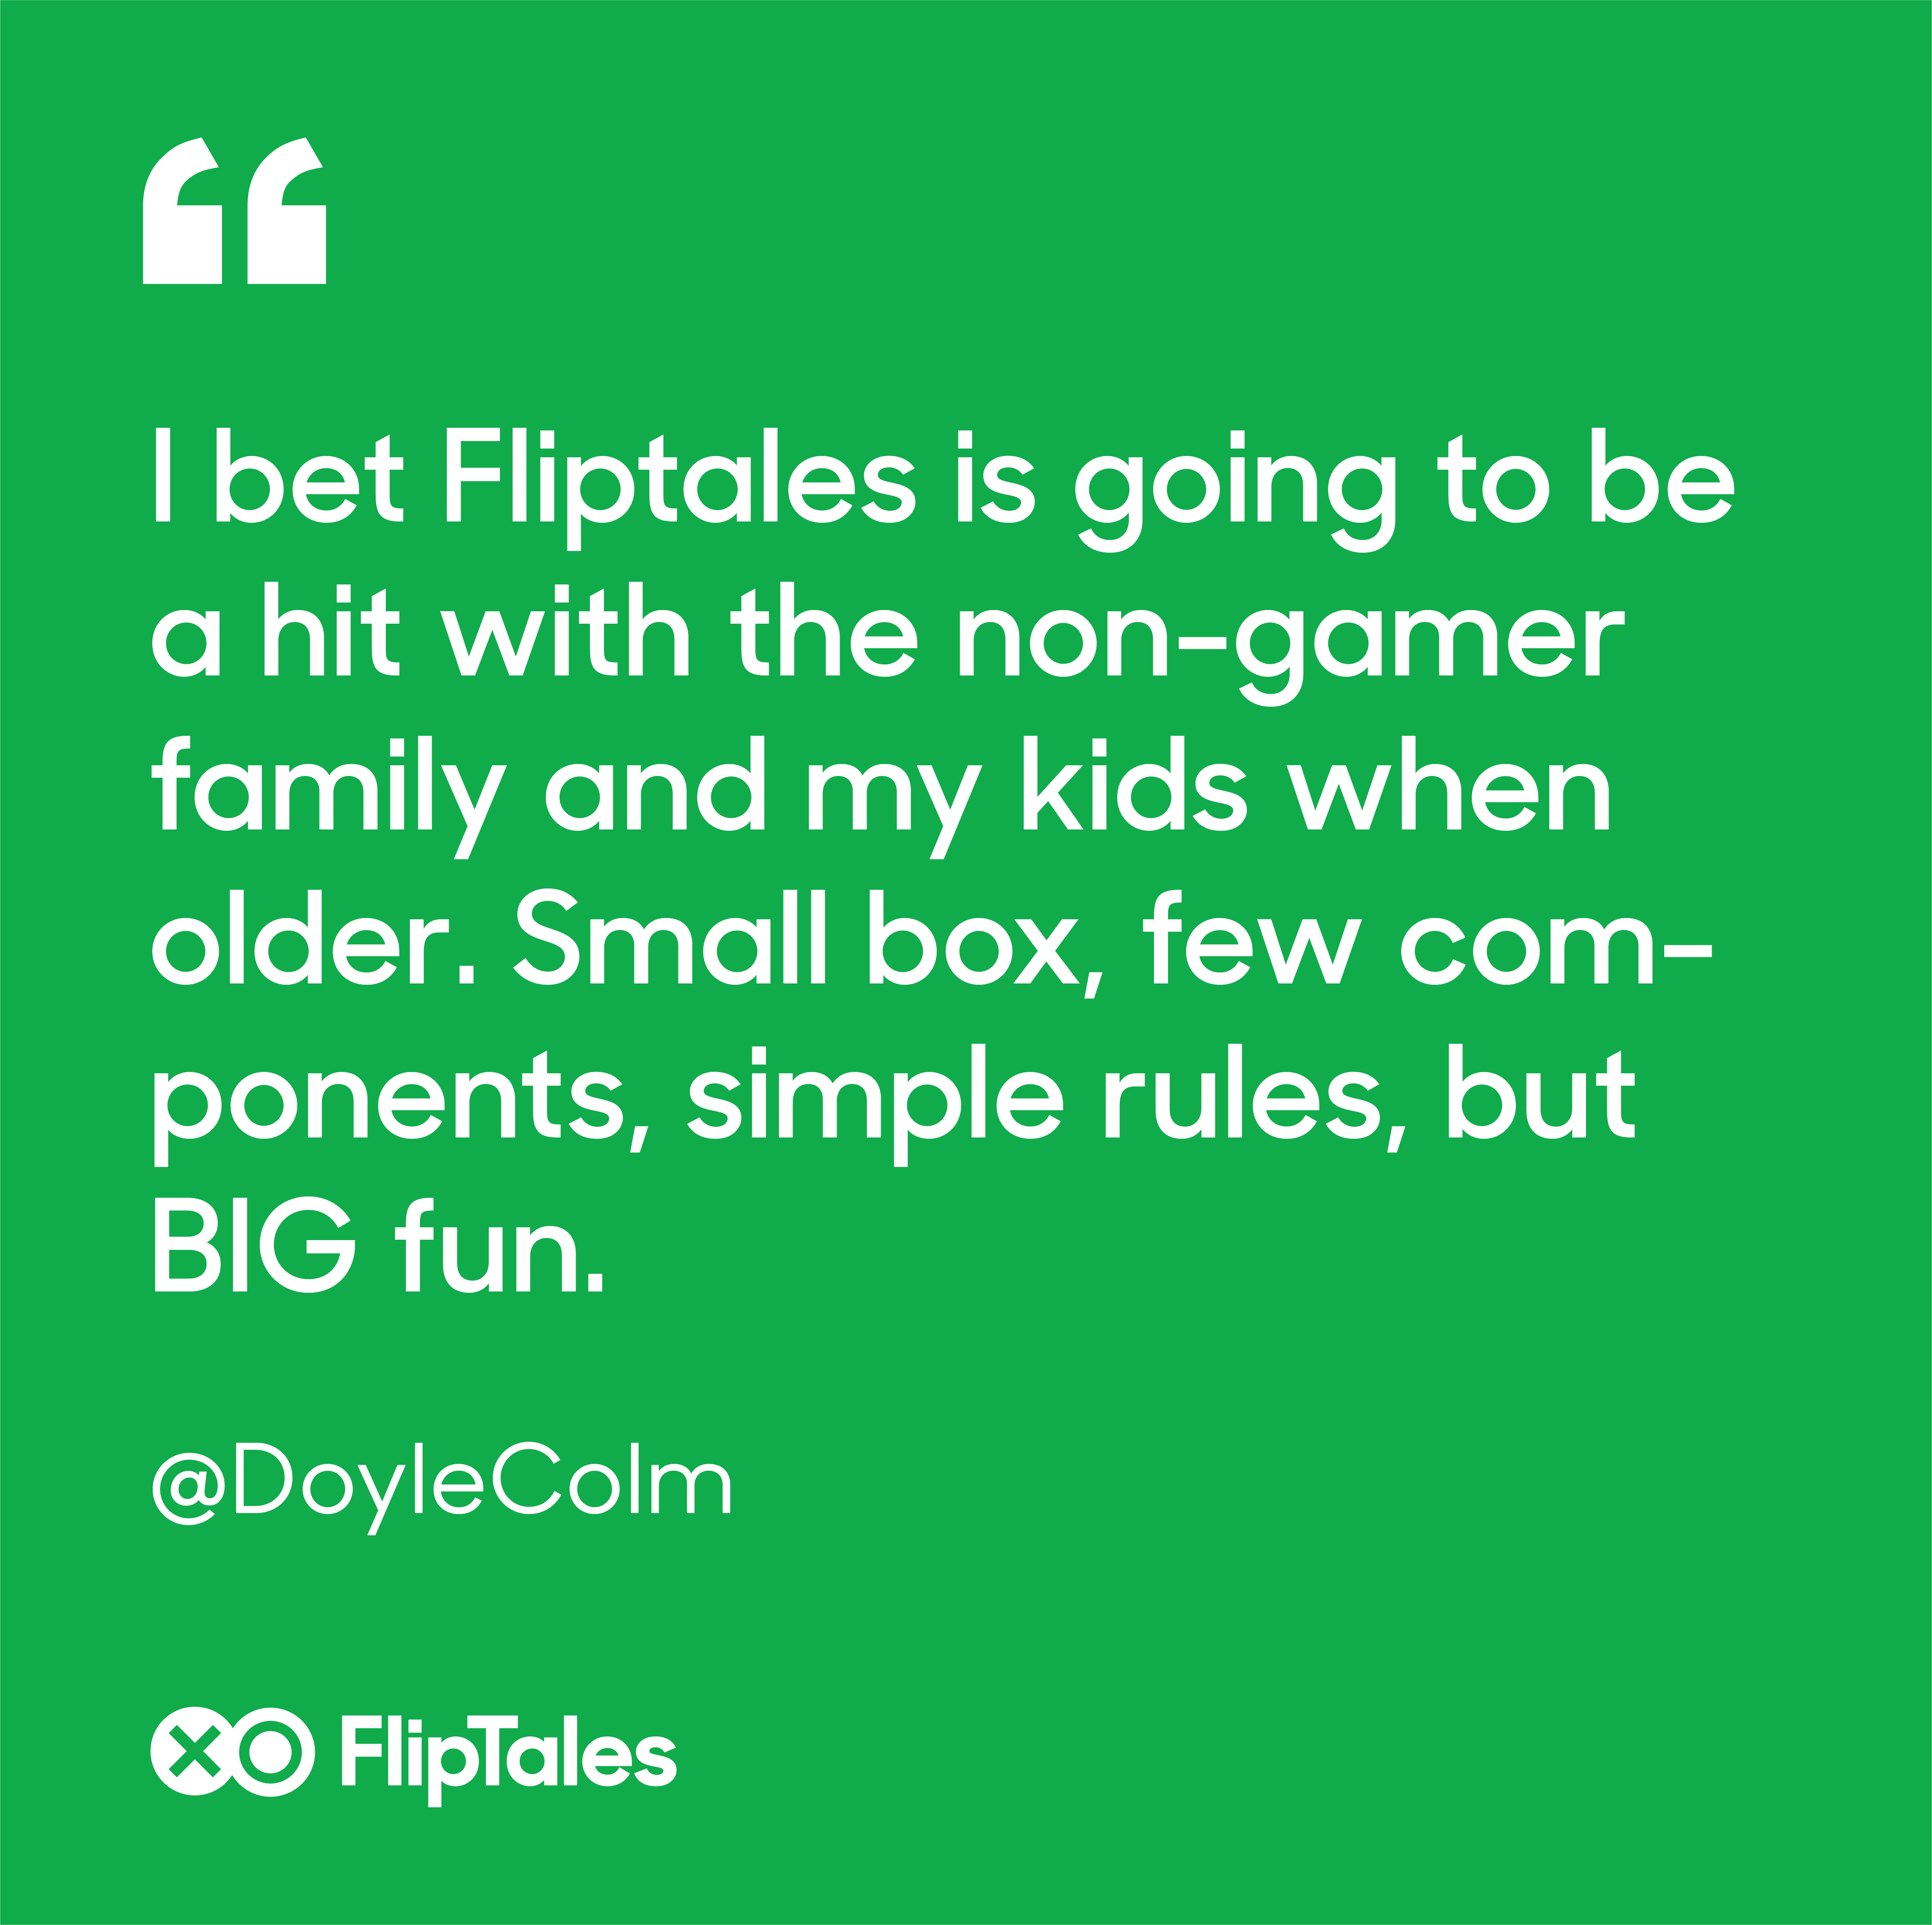 “
I bet Fliptales is going to be
a hit with the non-gamer
family and my kids when
older. Small box, few com-
ponents, simple rules, but
BIG fun.
@DoyleColm
XO FlipTales